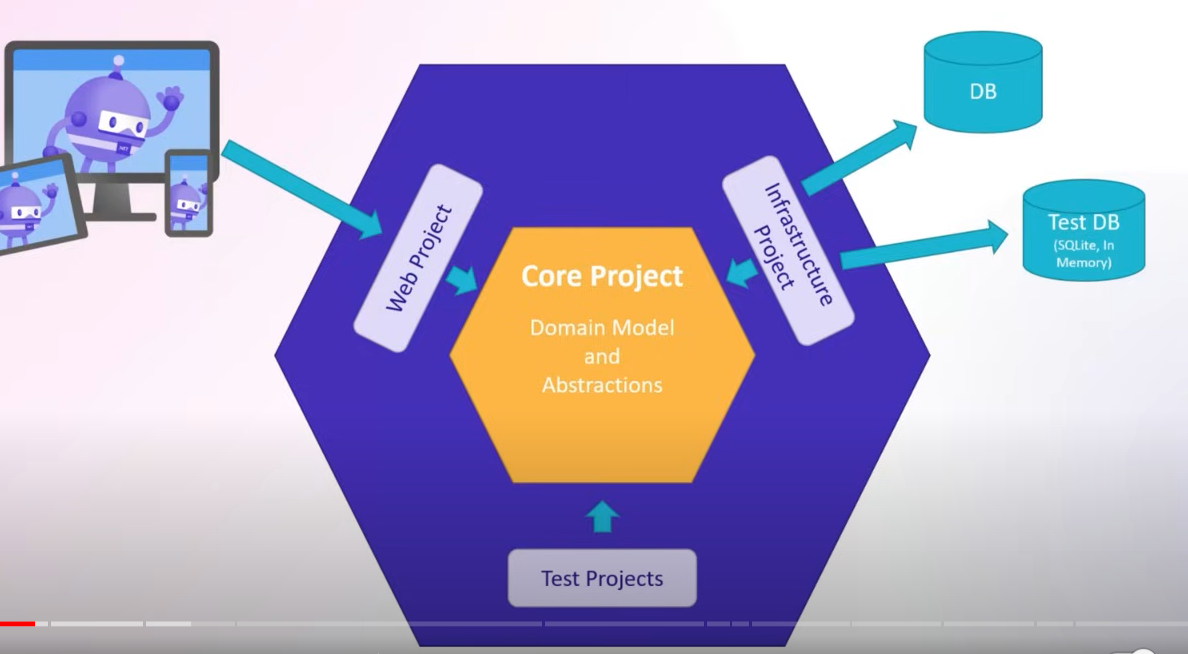 DB
Test DB
(SQLite, In
Memory)
Web Project
Infrastructure
Project
Core Project
Domain Model
and
Abstractions
Test Projects